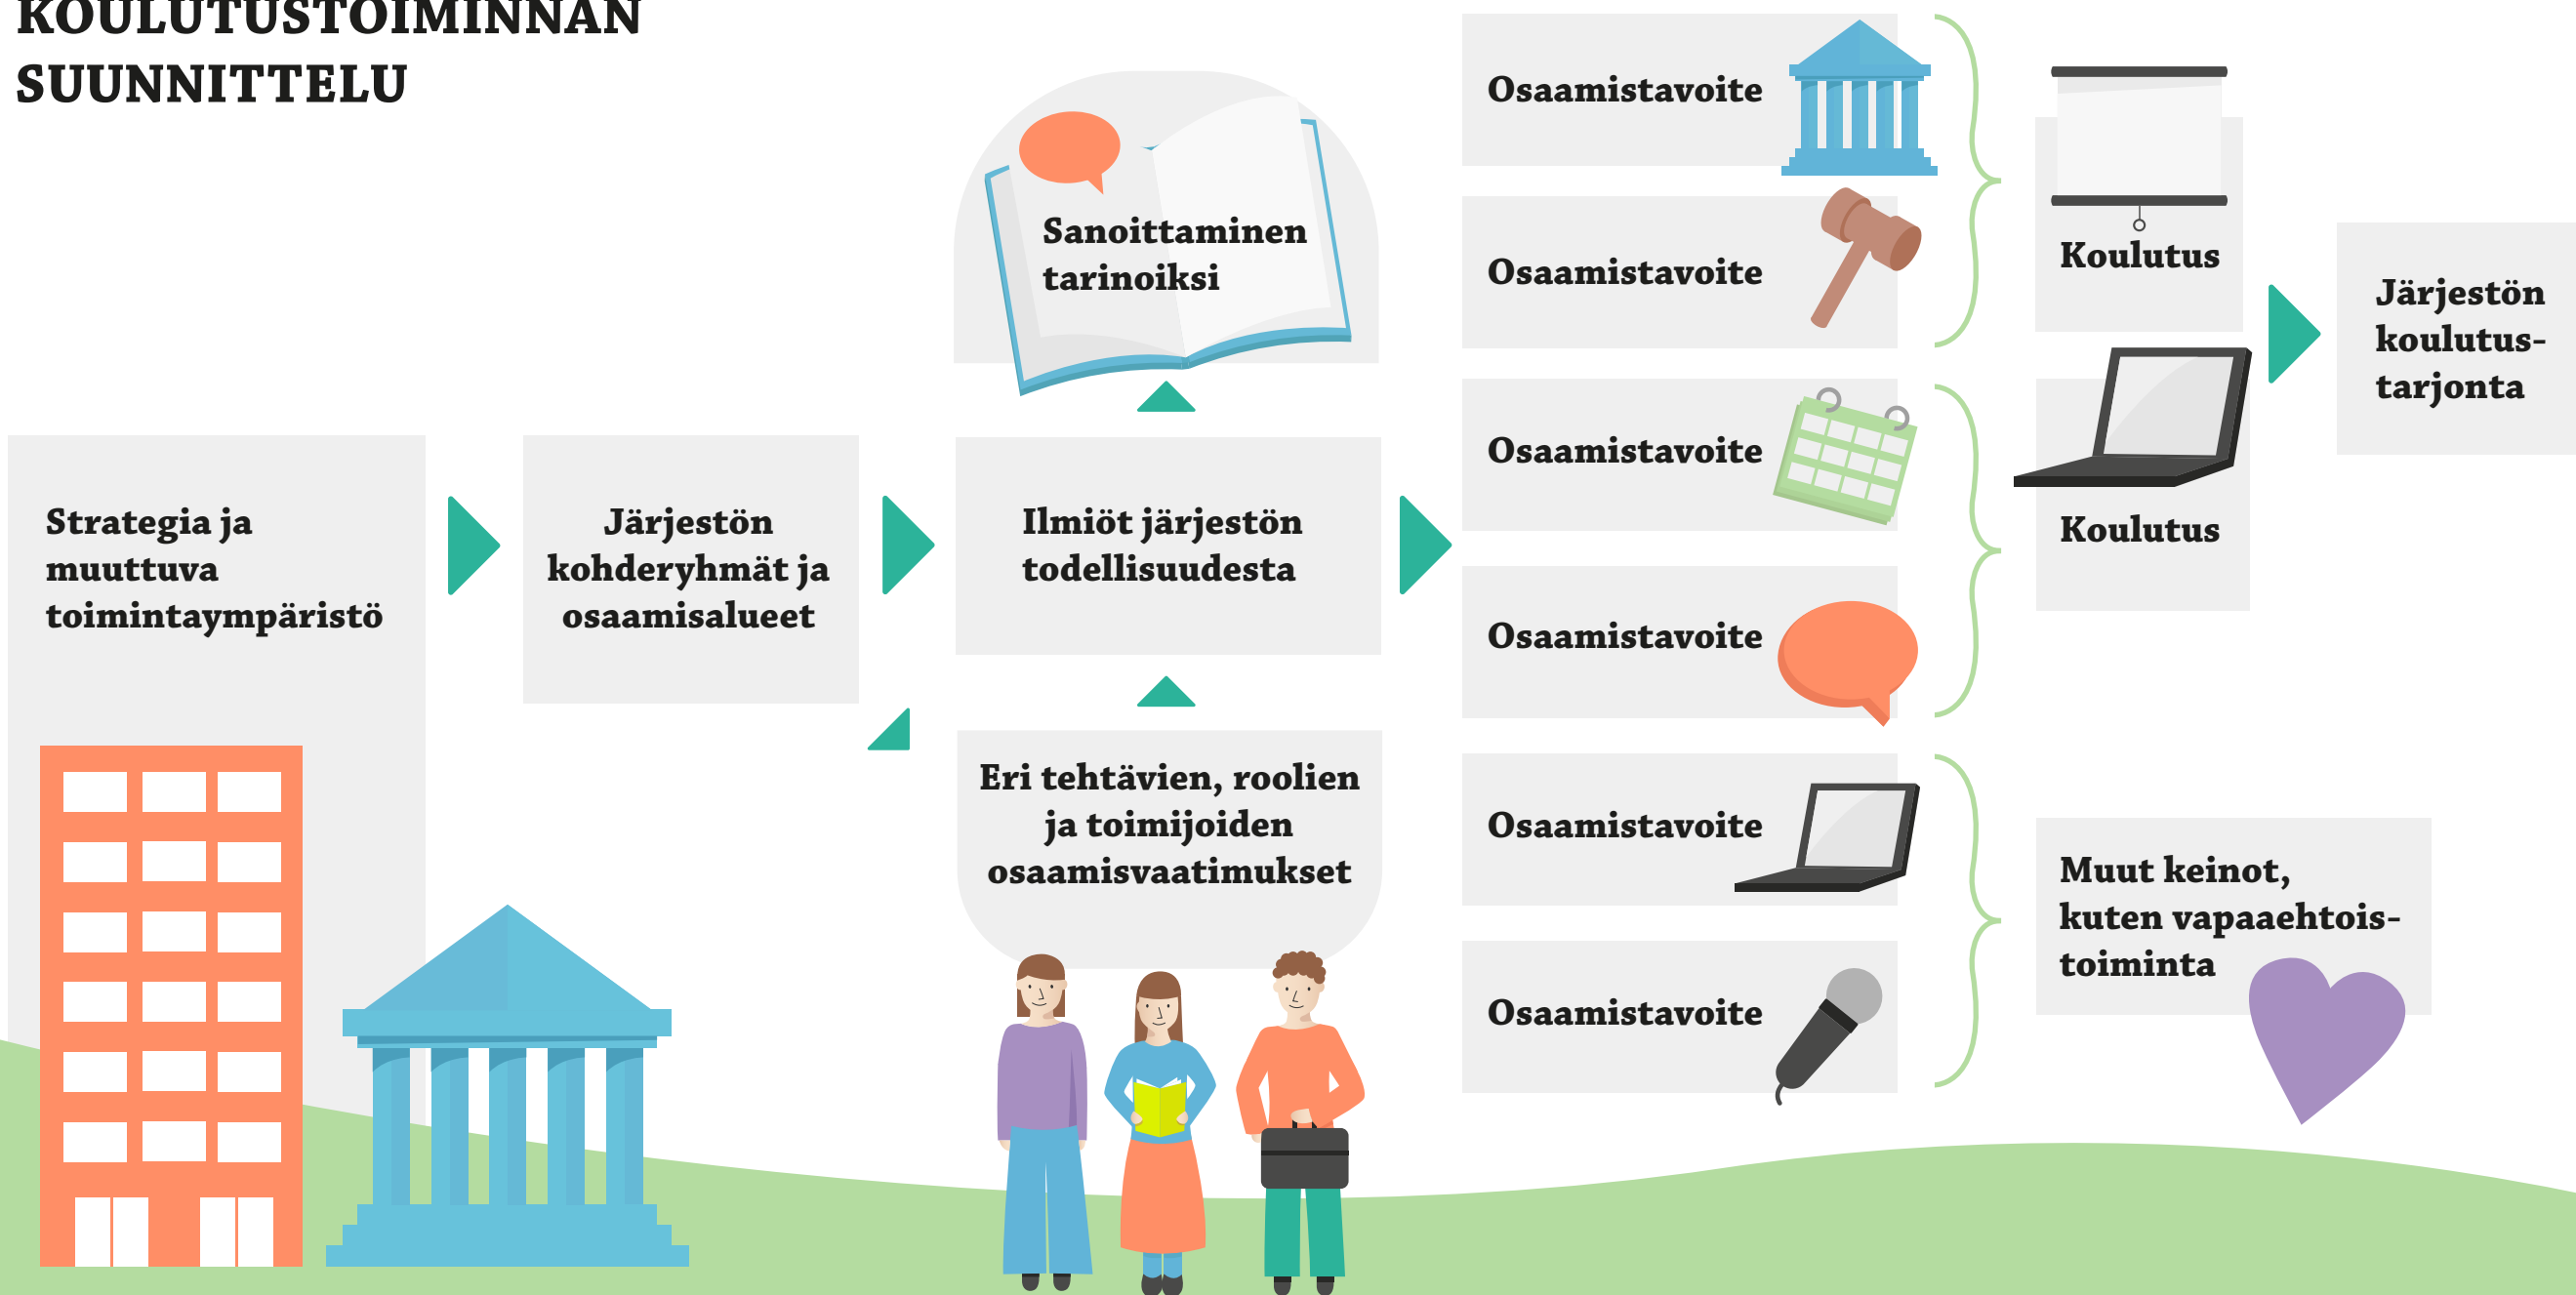 KOULUTUSTOIMINNAN
SUUNNITTELU
Strategia ja
muuttuva
toimintaympäristö
Järjestön
kohderyhmät ja
osaamisalueet
Sanoittaminen
tarinoiksi
Ilmiöt järjestön
todellisuudesta
Eri tehtävien, roolien
ja toimijoiden
osaamisvaatimukset
Osaamistavoite
Osaamistavoite
Osaamistavoite
Osaamistavoite
Osaamistavoite
Osaamistavoite
Koulutus
Koulutus
Muut keinot,
kuten vapaaehtois-
toiminta
Järjestön
koulutus-
tarjonta